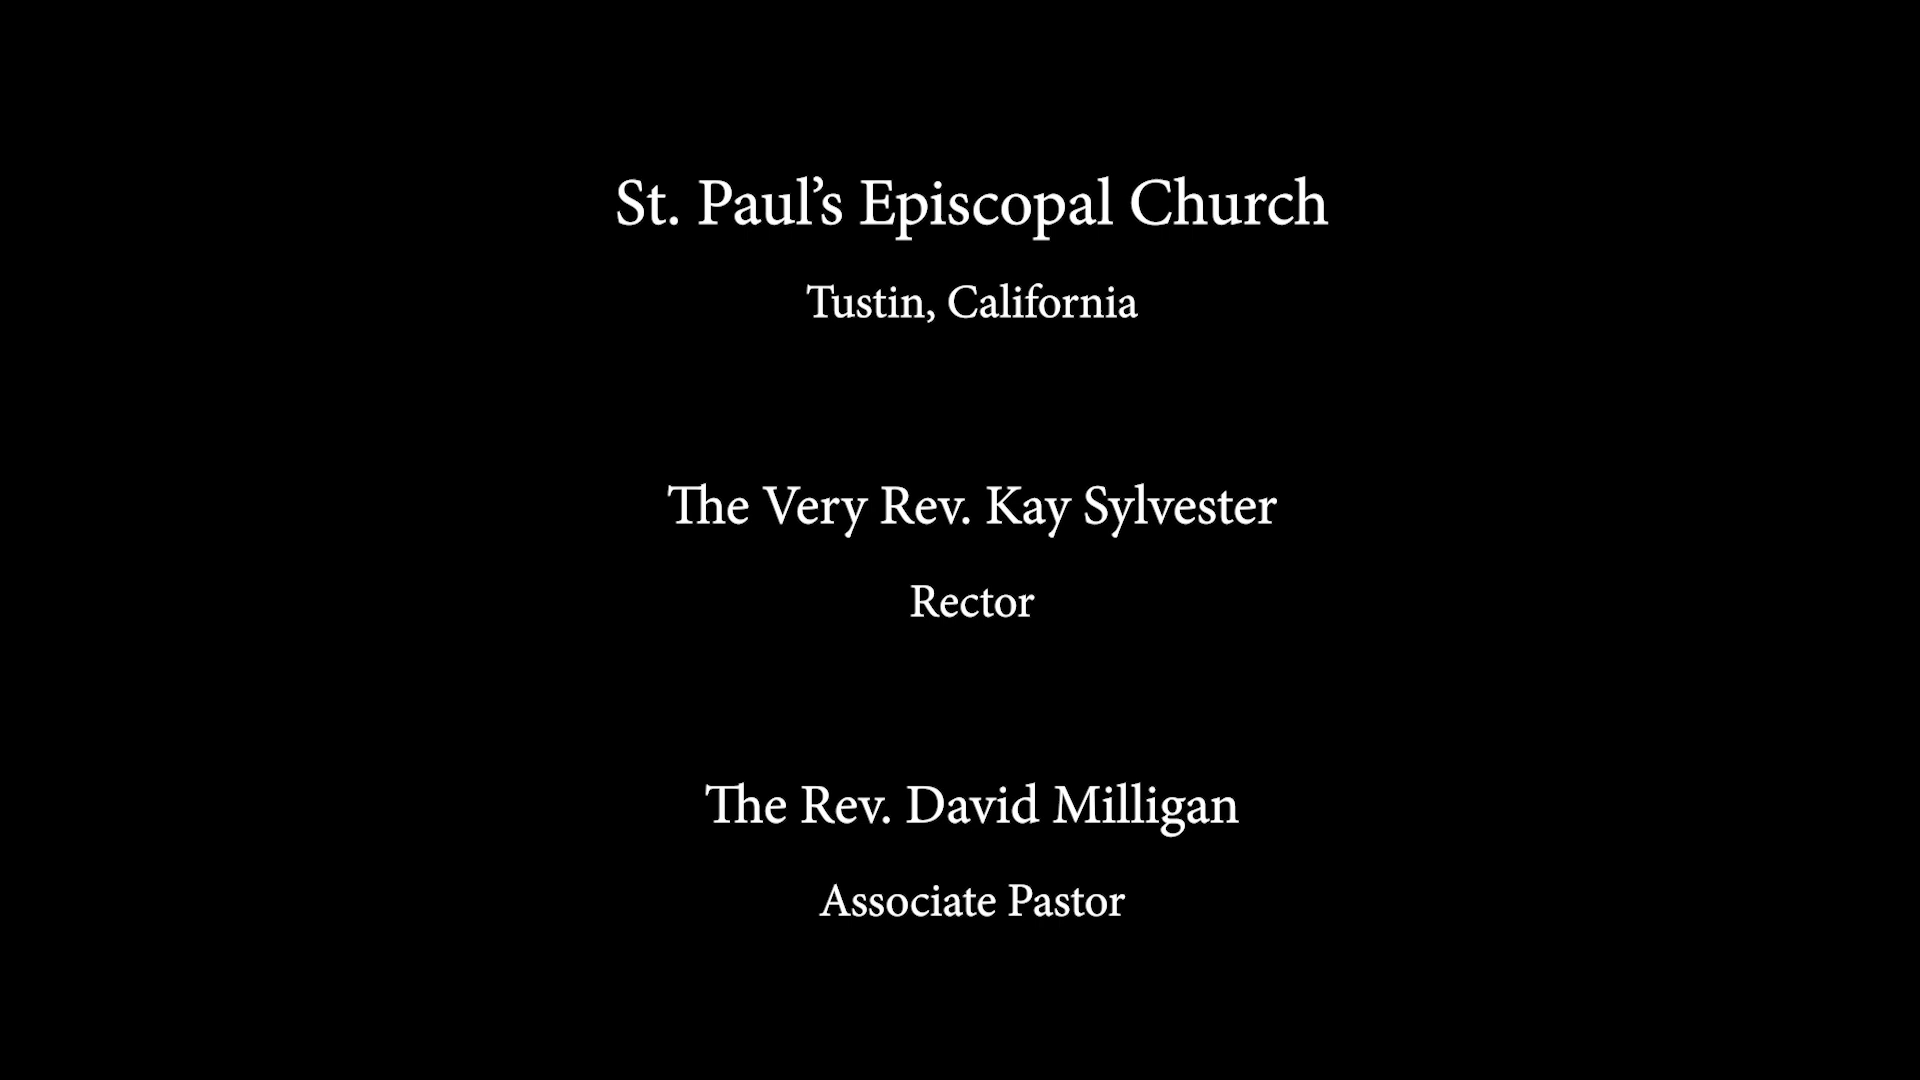 St. Paul’s Episcopal Church
Tustin, California
The Very Rev. Kay Sylvester
Rector
The Rev. David Milligan
Associate Pastor